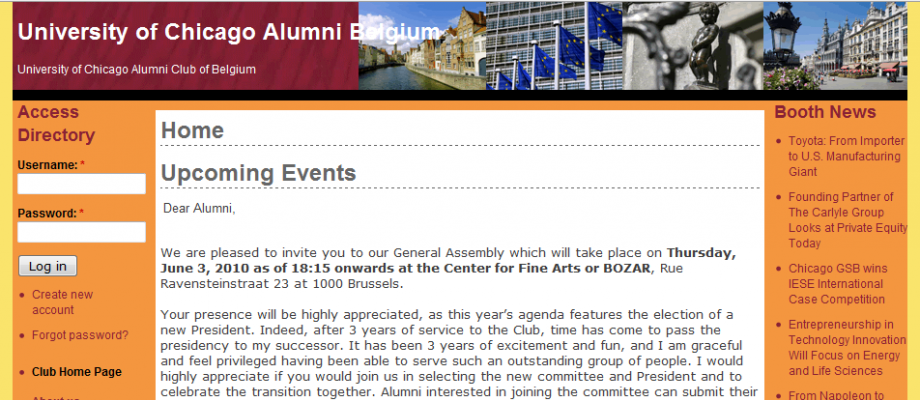 University of Chicago Alumni Belgium
University of Chicago Alumni Club of Belgium
Access
Directory
Username: *
Password: *
Log in
Create new
account
Forgot password?
Club Home Page
About us
Home
Upcoming Events
Dear Alumni,
We are pleased to invite you to our General Assembly which will take place on Thursday,
June 3, 2010 as of 18:15 onwards at the Center for Fine Arts or BOZAR, Rue
Ravensteinstraat 23 at 1000 Brussels.
Your presence will be highly appreciated, as this year's agenda features the election of a
new President. Indeed, after 3 years of service to the Club, time has come to pass the
presidency to my successor. It has been 3 years of excitement and fun, and I am graceful
and feel privileged having been able to serve such an outstanding group of people. I would
highly appreciate if you would join us in selecting the new committee and President and to
celebrate the transition together. Alumni interested in joining the committee can submit their
Booth News
Toyota: From Importer
to U.S. Manufacturing
Giant
Founding Partner of
The Carlyle Group
Looks at Private Equity
Today
Chicago GSB wins
IESE International
Case Competition
Entrepreneurship in
Technology Innovation
Will Focus on Energy
and Life Sciences
From Napoleon to